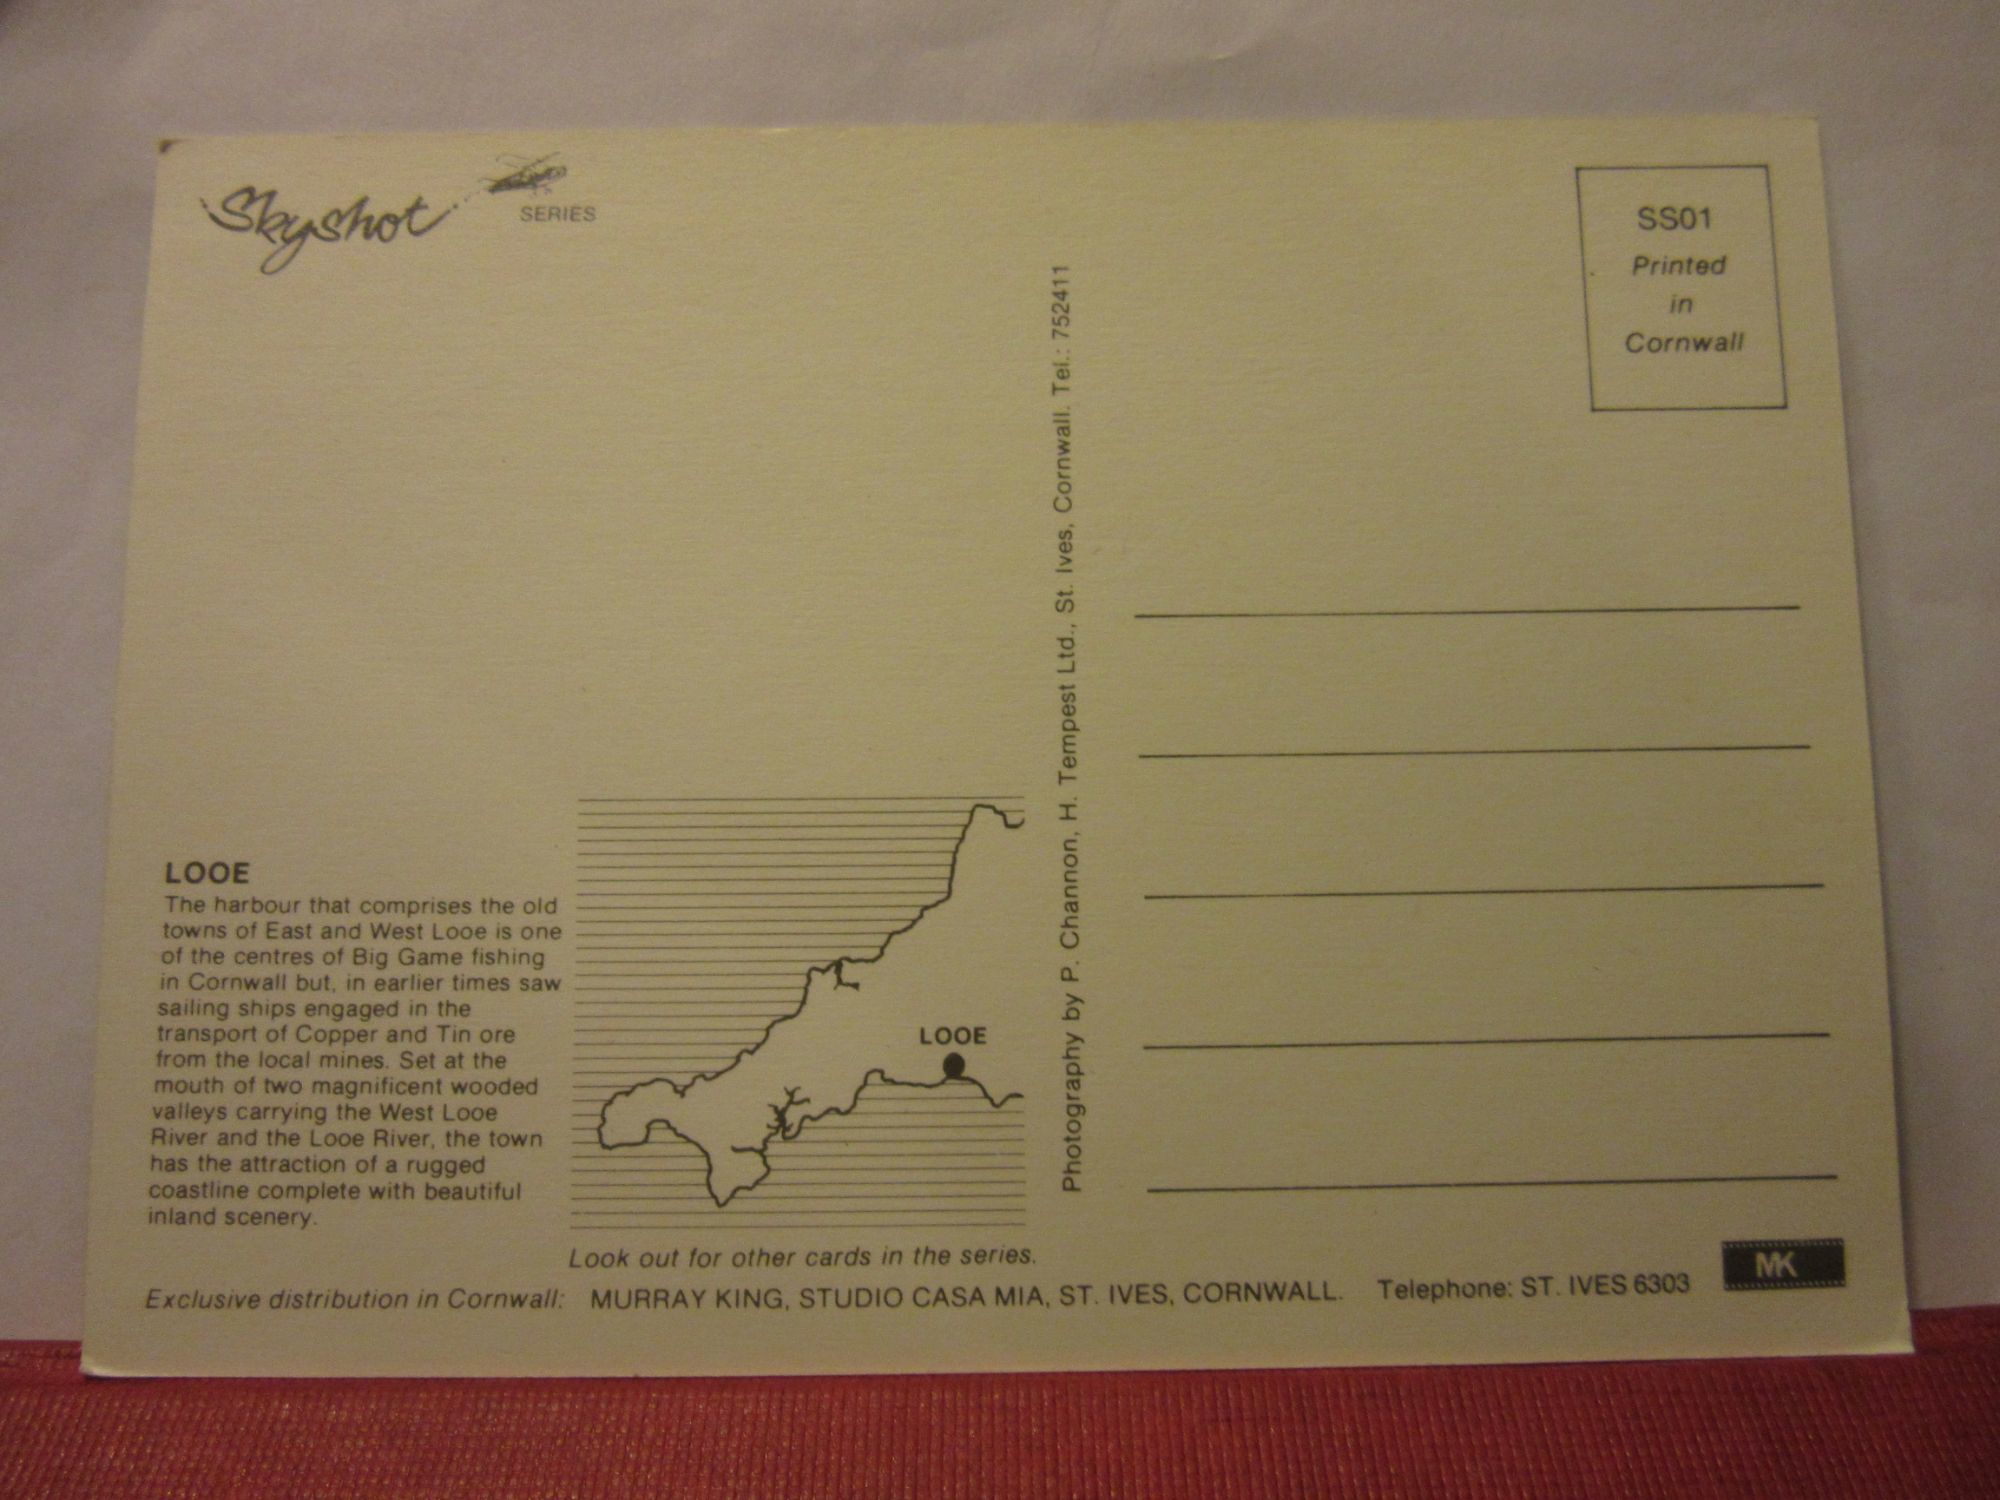 Skyshot
SERIES
SS01
Printed
in
Cornwall
Photography by P. Channon, H. Tempest Ltd., St. Ives, Cornwall. Tel.: 752411
LOOE
The harbour that comprises the old
towns of East and West Looe is one
of the centres of Big Game fishing
in Cornwall but, in earlier times saw
sailing ships engaged in the
transport of Copper and Tin ore
from the local mines. Set at the
mouth of two magnificent wooded
valleys carrying the West Looe
River and the Looe River, the town
has the attraction of a rugged
coastline complete with beautiful
inland scenery.
LOOE
Look out for other cards in the series.
Exclusive distribution in Cornwall: MURRAY KING, STUDIO CASA MIA, ST. IVES, CORNWALL. Telephone: ST. IVES 6303
MK